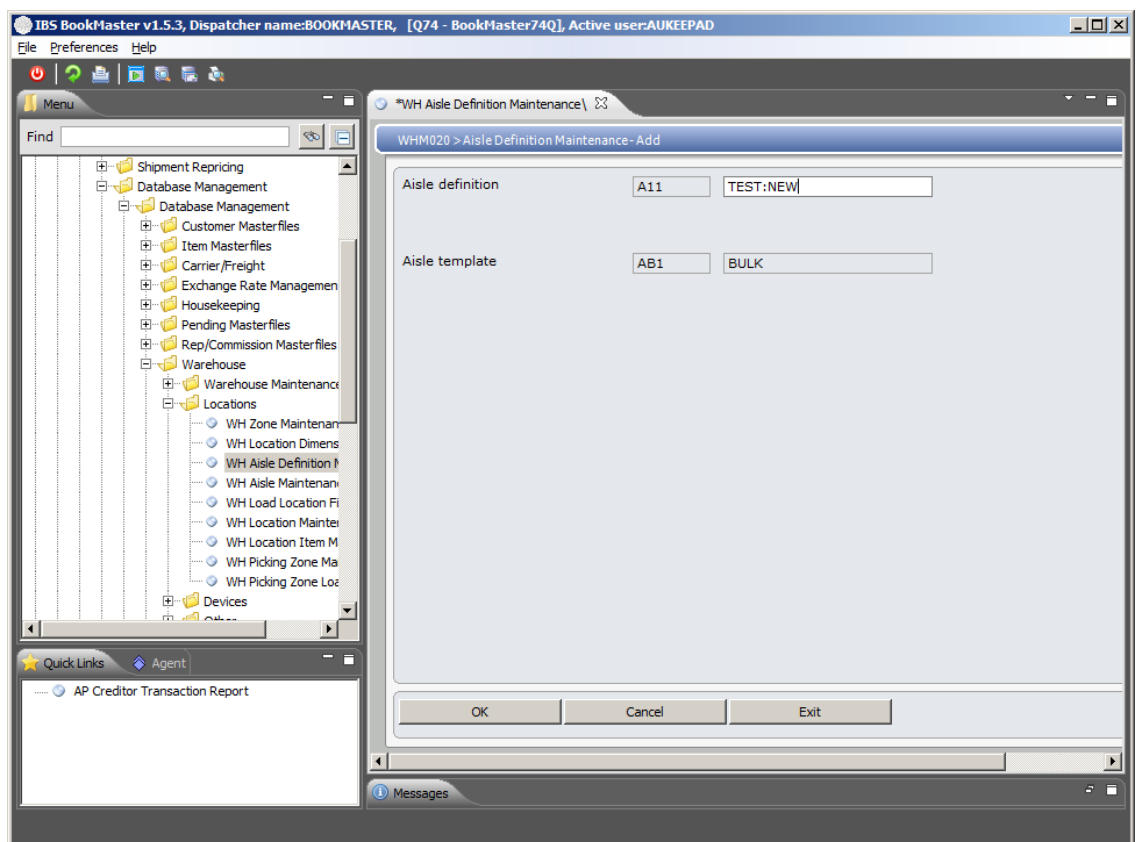 IBS BookMaster v1.5.3, Dispatcher name:BOOKMASTER, [Q74 - BookMaster74Q], Active user:AUKEEPAD
File Preferences Help
Menu
Find
Shipment Repricing
Database Management
Database Management
Customer Masterfiles
Item Masterfiles
Carrier/Freight
Exchange Rate Managemen
Housekeeping
Pending Masterfiles
Rep/Commission Masterfiles
Warehouse
Warehouse Maintenance
Locations
WH Zone Maintenan
WH Location Dimens
WH Aisle Definition M
WH Aisle Maintenan
WH Load Location Fi
WH Location Mainter
WH Location Item M
WH Picking Zone Ma
WH Picking Zone Loa
Devices
Other
Quick Links Agent
AP Creditor Transaction Report
*WH Aisle Definition Maintenance\
WHM020 > Aisle Definition Maintenance - Add
Aisle definition A11 TEST:NEW
Aisle template AB1 BULK
OK Cancel Exit
Messages